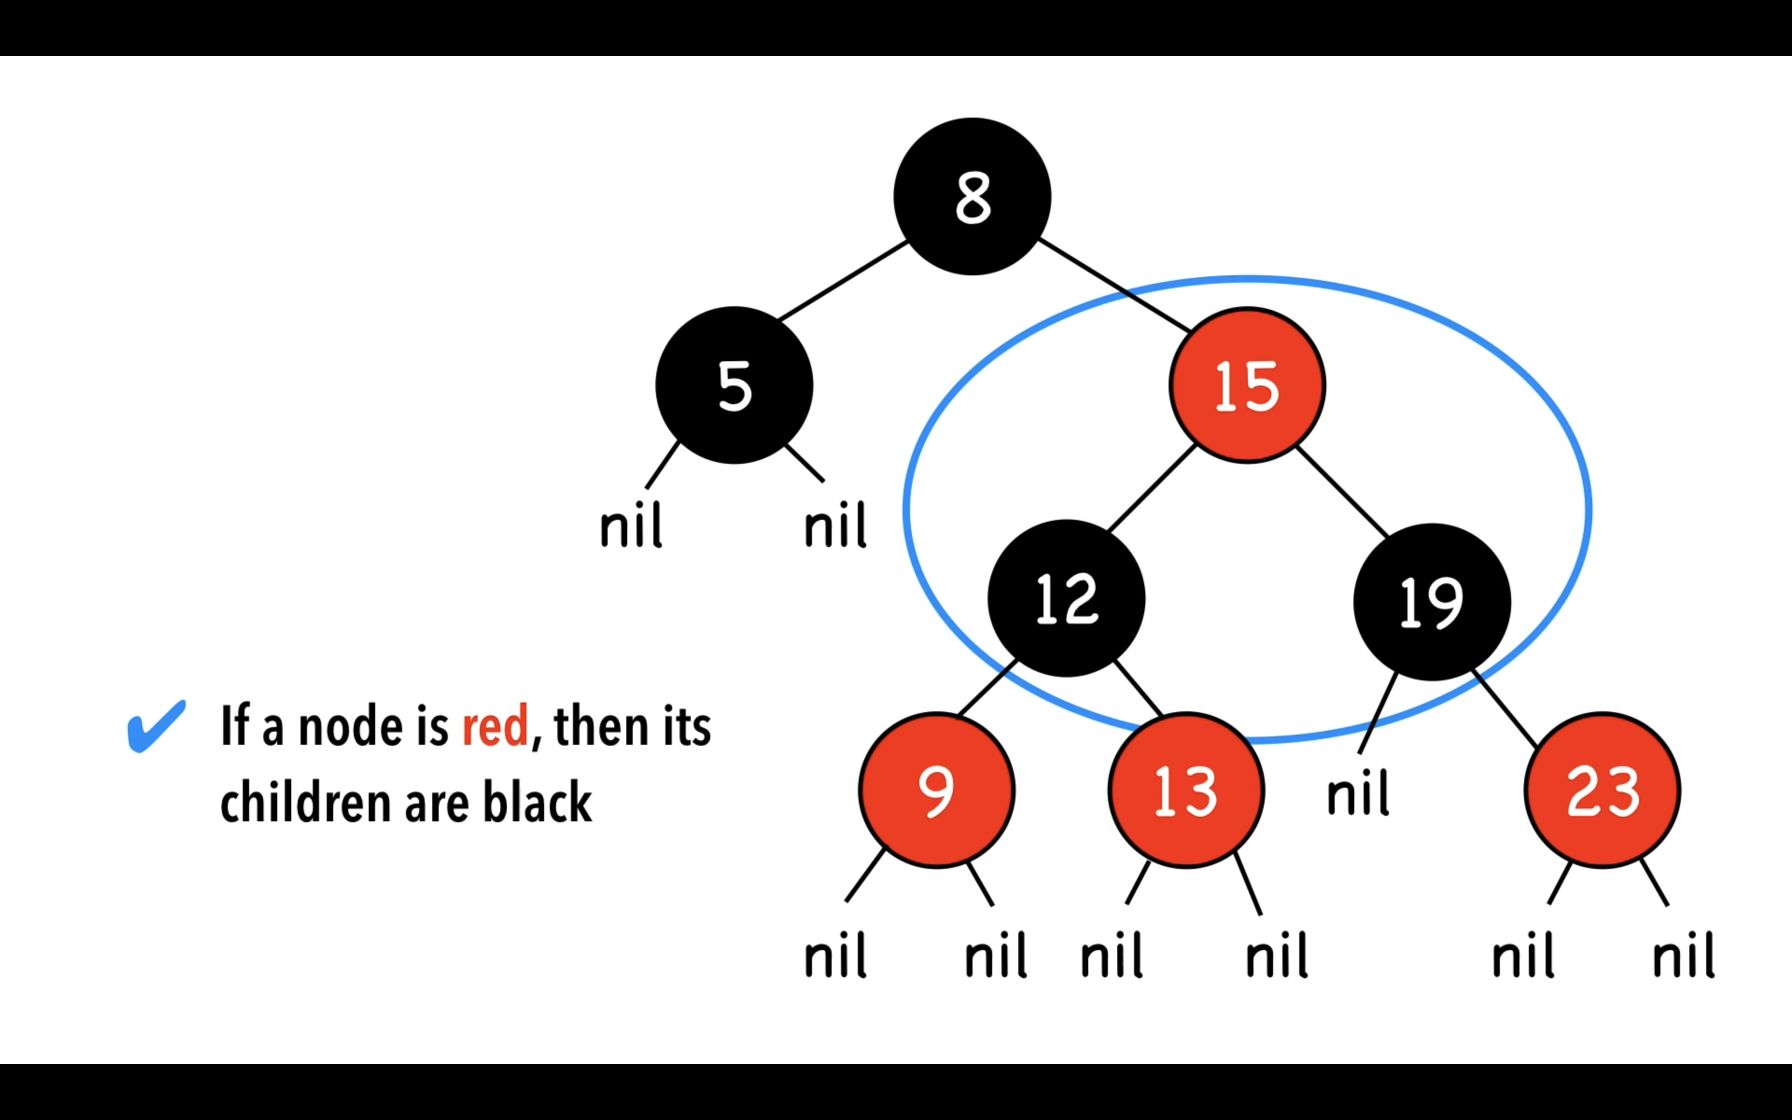 8
5
15
nil
nil
12
19
If a node is red, then its
children are black
9
13
nil
23
nil
nil
nil
nil
nil
nil